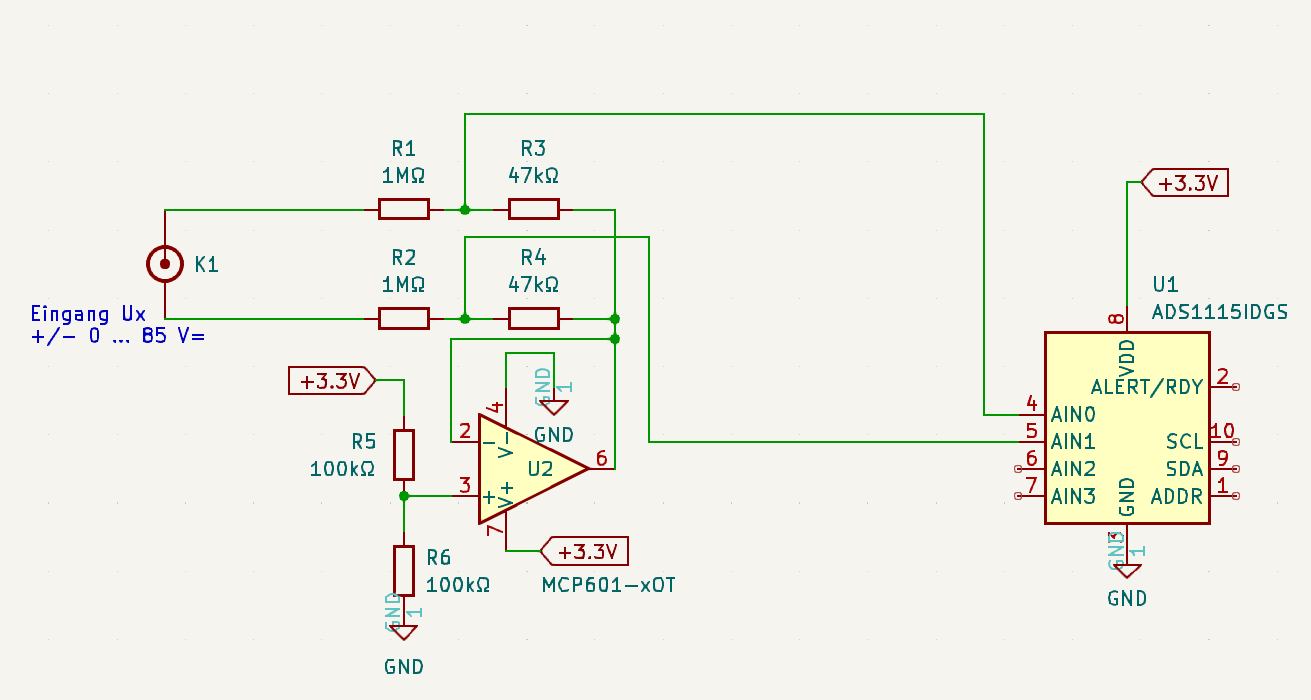 R1
1MΩ
R3
47kΩ
+3.3V
K1
R2
1MΩ
R4
47kΩ
Eingang Ux
+/- 0 ... 85 V=
U1
ADS1115IDGS
8
VDD
ALERT/RDY
2
4
AIN0
5
AIN1
SCL
10
6
AIN2
SDA
9
7
AIN3
ADDR
1
GND
GND
1
GND
+3.3V
GND
1
GND
4
V-
2
-
R5
100kΩ
U2
6
3
+
V+
7
+3.3V
MCP601-xOT
R6
100kΩ
GND
1
GND